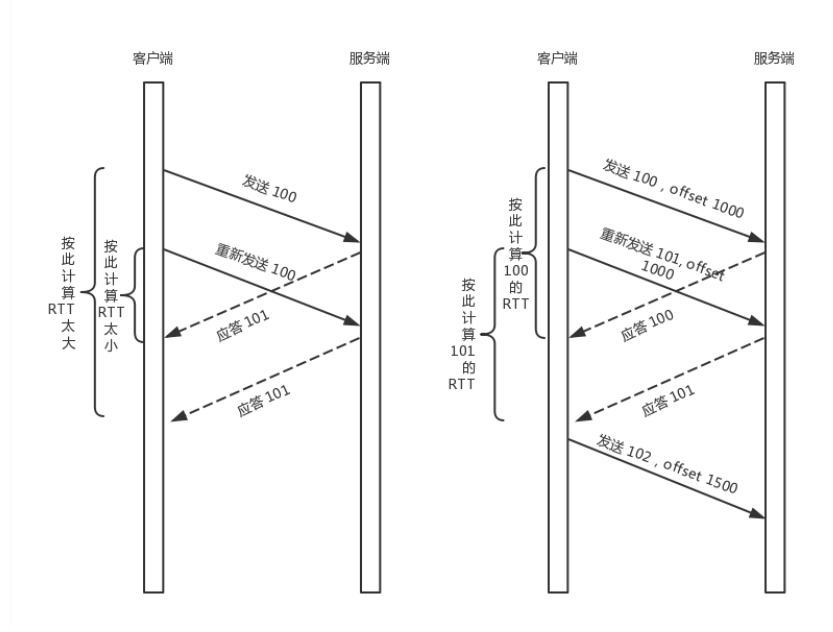 客户端
服务端
发送 100
重新发送 100
应答 101
应答 101
按此计算RTT太大
按此计算RTT太小
客户端
服务端
发送 100，offset 1000
重新发送 101, offset
1000
应答 100
应答 101
发送 102，offset 1500
按此计算100的RTT
按此计算101的RTT